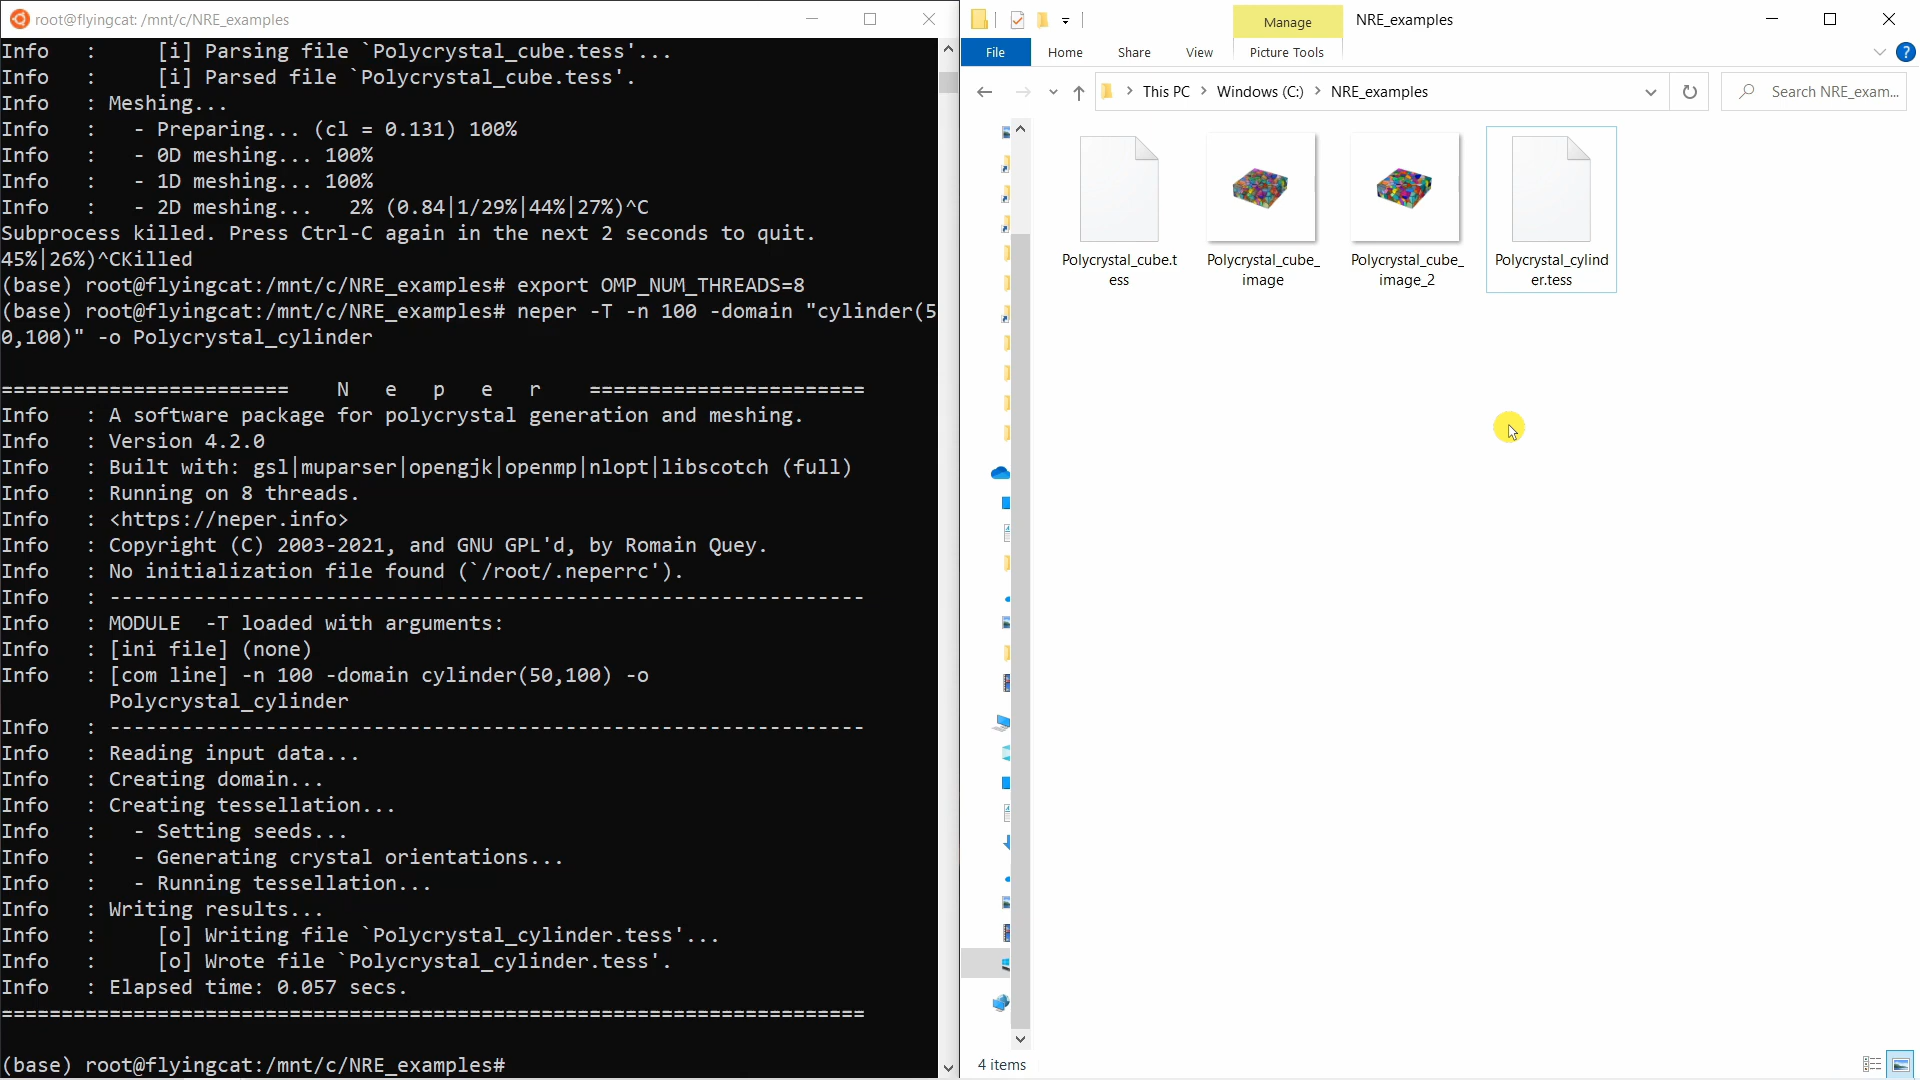 root@flyingcat: /mnt/c/NRE_examples
Info   :     [i] Parsing file `Polycrystal_cube.tess'...
Info   :     [i] Parsed file `Polycrystal_cube.tess'.
Info   : Meshing...
Info   :   - Preparing... (cl = 0.131) 100%
Info   :   - 0D meshing... 100%
Info   :   - 1D meshing... 100%
Info   :   - 2D meshing...   2% (0.84|1/29%|44%|27%)^C
Subprocess killed. Press Ctrl-C again in the next 2 seconds to quit.
45%|26%)^CKilled
(base) root@flyingcat:/mnt/c/NRE_examples# export OMP_NUM_THREADS=8
(base) root@flyingcat:/mnt/c/NRE_examples# neper -T -n 100 -domain "cylinder(5
0,100)" -o Polycrystal_cylinder
========================    N   e   p   e   r    =======================
Info   : A software package for polycrystal generation and meshing.
Info   : Version 4.2.0
Info   : Built with: gsl|muparser|opengjk|openmp|nlopt|libscotch (full)
Info   : Running on 8 threads.
Info   : <https://neper.info>
Info   : Copyright (C) 2003-2021, and GNU GPL'd, by Romain Quey.
Info   : No initialization file found (`/root/.neperrc').
Info   : ---------------------------------------------------------------
Info   : MODULE  -T loaded with arguments:
Info   : [ini file] (none)
Info   : [com line] -n 100 -domain cylinder(50,100) -o
Polycrystal_cylinder
Info   : ---------------------------------------------------------------
Info   : Reading input data...
Info   : Creating domain...
Info   : Creating tessellation...
Info   :   - Setting seeds...
Info   :   - Generating crystal orientations...
Info   :   - Running tessellation...
Info   : Writing results...
Info   :     [o] Writing file `Polycrystal_cylinder.tess'...
Info   :     [o] Wrote file `Polycrystal_cylinder.tess'.
Info   : Elapsed time: 0.057 secs.
========================================================================
(base) root@flyingcat:/mnt/c/NRE_examples#
Manage
NRE_examples
File
Home
Share
View
Picture Tools
This PC > Windows (C:) > NRE_examples
Search NRE_exam...
Polycrystal_cube.t
ess
Polycrystal_cube_
image
Polycrystal_cube_
image_2
Polycrystal_cylind
er.tess
4 items